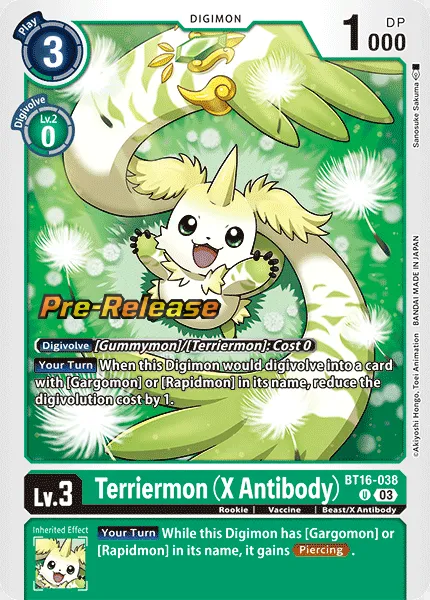 DIGIMON
Play
3
1000
DP
Digivolve
Lv.2
0
Sanosuke Sakuma
©Akiyoshi Hongo, Toei Animation BANDAI MADE IN JAPAN
Pre-Release
Digivolve [Gummymon]/[Terriermon]: Cost 0
Your Turn When this Digimon would digivolve into a card
with [Gargomon] or [Rapidmon] in its name, reduce the
digivolution cost by 1.
Lv.3
Terriermon (X Antibody)
BT16-038
U 03
Rookie | Vaccine | Beast/X Antibody
Inherited Effect
Your Turn While this Digimon has [Gargomon] or
[Rapidmon] in its name, it gains Piercing.